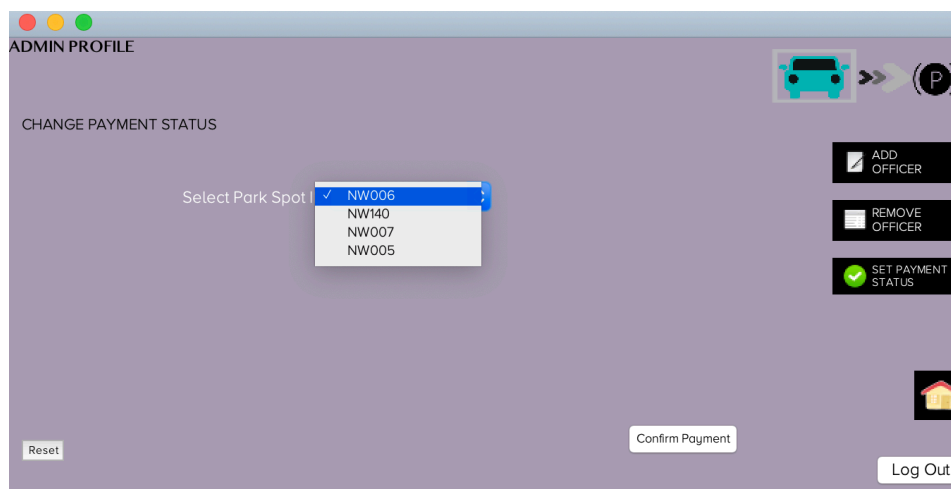 ADMIN PROFILE
P
CHANGE PAYMENT STATUS
ADD
OFFICER
Select Park Spot
✓ NW006
NW140
NW007
NW005
REMOVE
OFFICER
SET PAYMENT
STATUS
Confirm Payment
Reset
Log Out